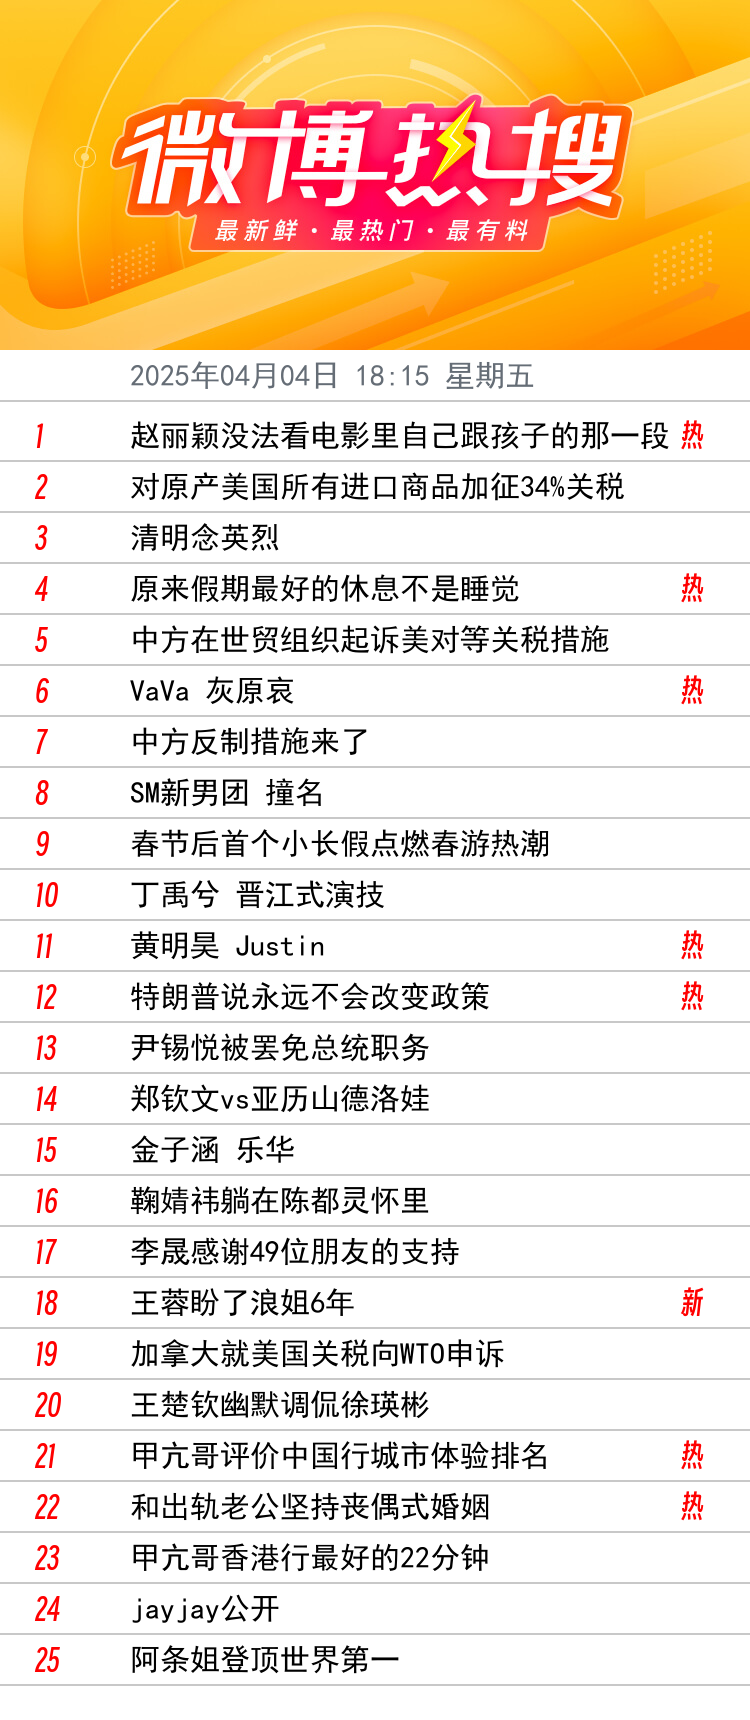 微博热搜
最新鲜·最热门·最有料
2025年04月04日 18:15 星期五
1 赵丽颖没法看电影里自己跟孩子的那一段 热
2 对原产美国所有进口商品加征34%关税
3 清明念英烈
4 原来假期最好的休息不是睡觉 热
5 中方在世贸组织起诉美对等关税措施
6 VaVa 灰原哀 热
7 中方反制措施来了
8 SM新男团 撞名
9 春节后首个小长假点燃春游热潮
10 丁禹兮 晋江式演技
11 黄明昊 Justin 热
12 特朗普说永远不会改变政策 热
13 尹锡悦被罢免总统职务
14 郑钦文vs亚历山德洛娃
15 金子涵 乐华
16 鞠婧祎躺在陈都灵怀里
17 李晟感谢49位朋友的支持
18 王蓉盼了浪姐6年 新
19 加拿大就美国关税向WTO申诉
20 王楚钦幽默调侃徐瑛彬
21 甲亢哥评价中国行城市体验排名 热
22 和出轨老公坚持丧偶式婚姻 热
23 甲亢哥香港行最好的22分钟
24 jayjay公开
25 阿条姐登顶世界第一